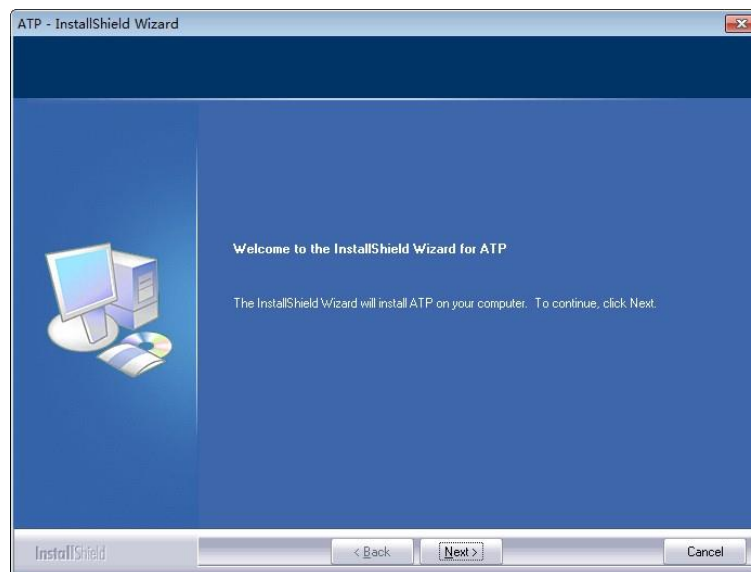 ATP - InstallShield Wizard
Welcome to the InstallShield Wizard for ATP
The InstallShield Wizard will install ATP on your computer. To continue, click Next.
InstallShield
< Back
Next >
Cancel